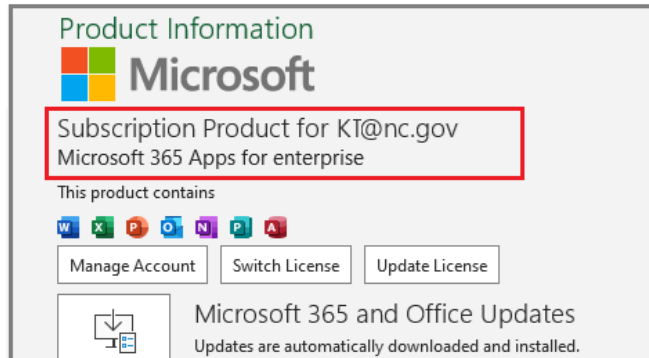 Product Information
Microsoft
Subscription Product for KT@nc.gov
Microsoft 365 Apps for enterprise
This product contains
W X P O N P A
Manage Account Switch License Update License
Microsoft 365 and Office Updates
Updates are automatically downloaded and installed.